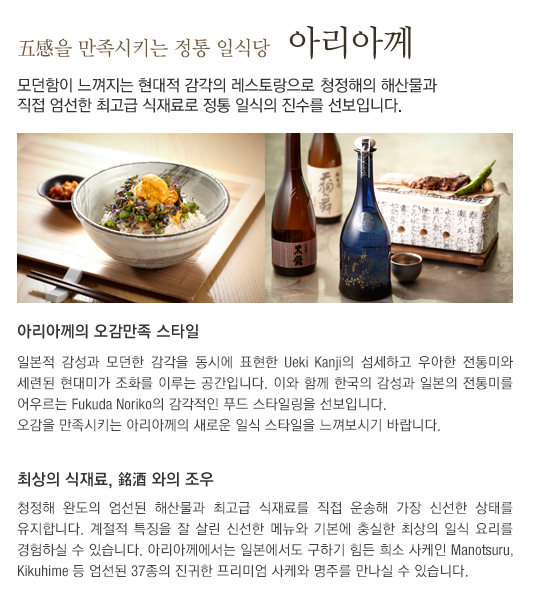 五感을 만족시키는 정통 일식당 아리아께
모던함이 느껴지는 현대적 감각의 레스토랑으로 청정해의 해산물과
직접 엄선한 최고급 식재료로 정통 일식의 진수를 선보입니다.
天狗舞
黒龍
아리아께의 오감만족 스타일
일본적 감성과 모던한 감각을 동시에 표현한 Ueki Kanji의 섬세하고 우아한 전통미와
세련된 현대미가 조화를 이루는 공간입니다. 이와 함께 한국의 감성과 일본의 전통미를
어우르는 Fukuda Noriko의 감각적인 푸드 스타일링을 선보입니다.
오감을 만족시키는 아리아께의 새로운 일식 스타일을 느껴보시기 바랍니다.
최상의 식재료, 銘酒 와의 조우
청정해 완도의 엄선된 해산물과 최고급 식재료를 직접 운송해 가장 신선한 상태를
유지합니다. 계절적 특징을 잘 살린 신선한 메뉴와 기본에 충실한 최상의 일식 요리를
경험하실 수 있습니다. 아리아께에서는 일본에서도 구하기 힘든 희소 사케인 Manotsuru,
Kikuhime 등 엄선된 37종의 진귀한 프리미엄 사케와 명주를 만나실 수 있습니다.